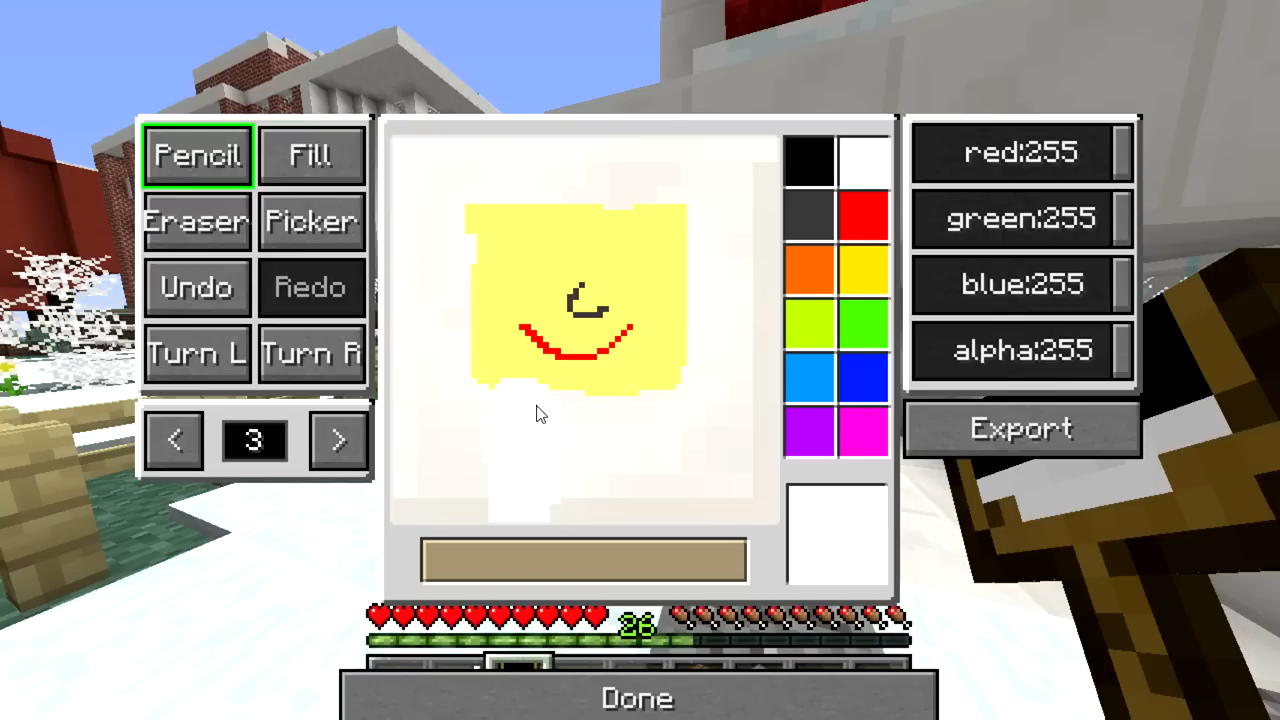 Pencil Fill
Eraser Picker
Undo Redo
Turn L Turn R
< 3 >
red:255
green:255
blue:255
alpha:255
Export
26
Done